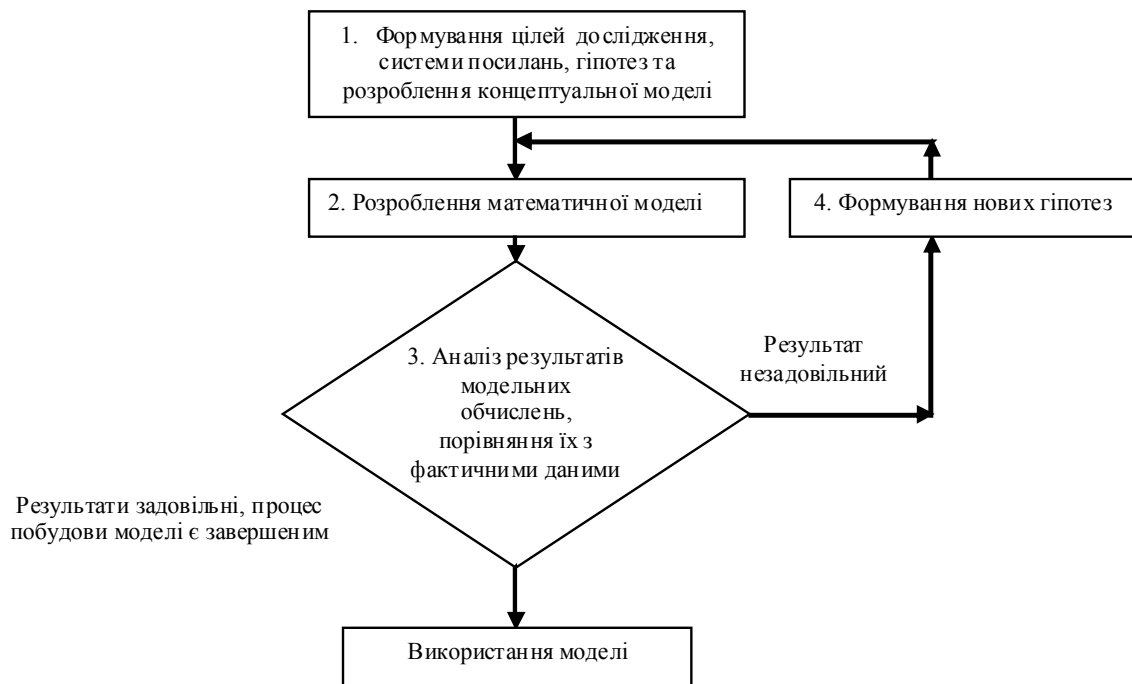 1. Формування цілей дослідження,
системи посилань, гіпотез та
розроблення концептуальної моделі
2. Розроблення математичної моделі
4. Формування нових гіпотез
3. Аналіз результатів
модельних
обчислень,
порівняння їх з
фактичними даними
Результат
незадовільний
Результати задовільні, процес
побудови моделі є завершеним
Використання моделі